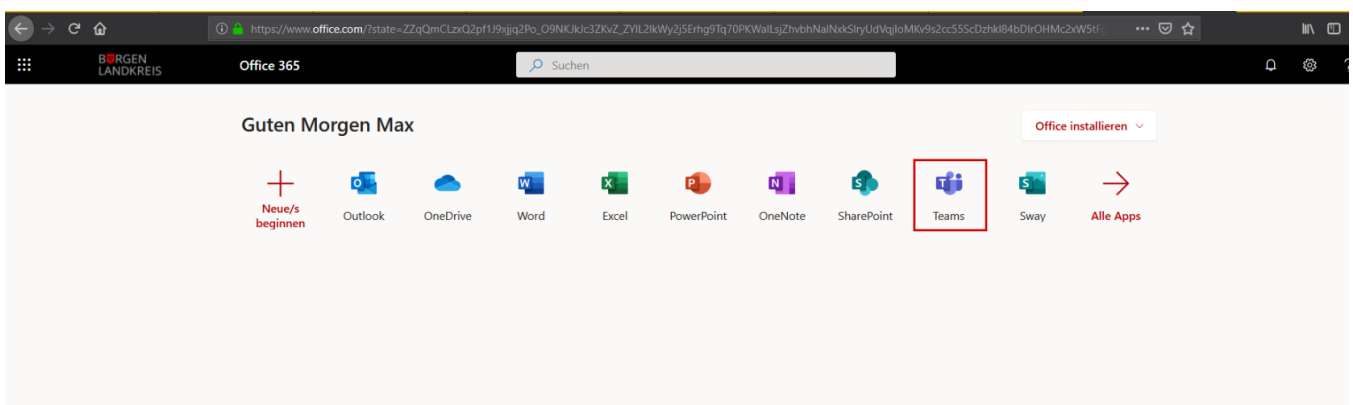 https://www.office.com/?state=
BURGEN
LANDKREIS
Office 365
Suchen
Guten Morgen Max
Office installieren
Neue/s
beginnen
Outlook
OneDrive
Word
Excel
PowerPoint
OneNote
SharePoint
Teams
Sway
Alle Apps